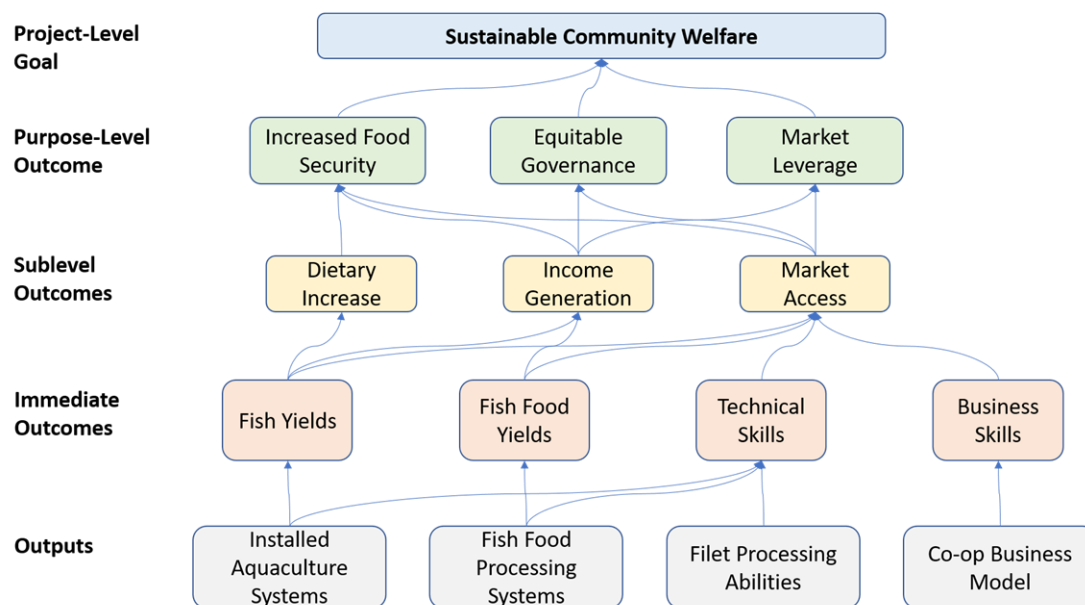 Project-Level
Goal
Sustainable Community Welfare
Purpose-Level
Outcome
Increased Food
Security
Equitable
Governance
Market
Leverage
Sublevel
Outcomes
Dietary
Increase
Income
Generation
Market
Access
Immediate
Outcomes
Fish Yields
Fish Food
Yields
Technical
Skills
Business
Skills
Outputs
Installed
Aquaculture
Systems
Fish Food
Processing
Systems
Filet Processing
Abilities
Co-op Business
Model